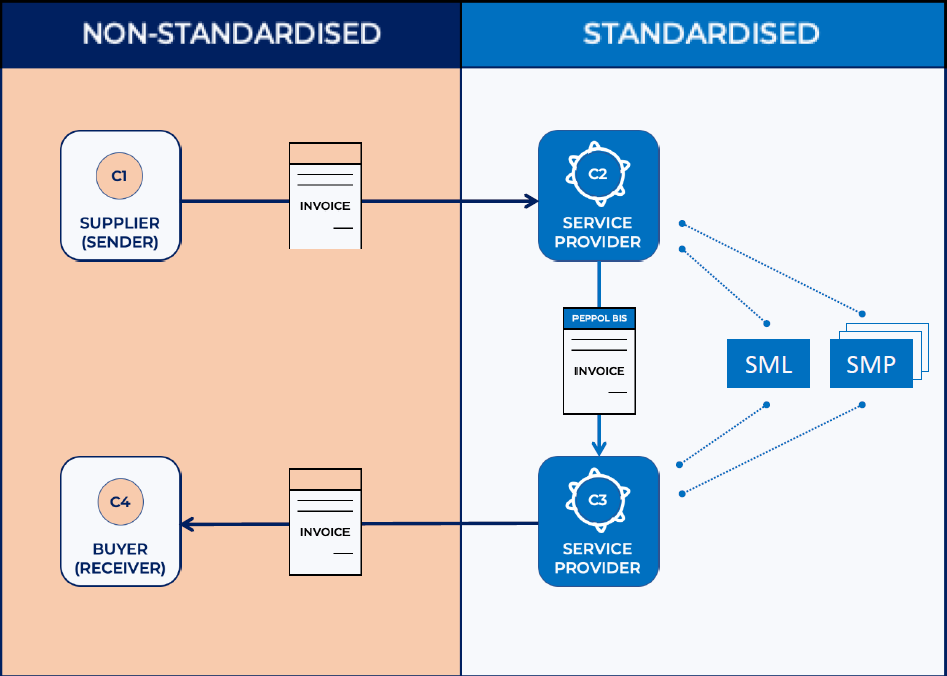 NON-STANDARDISED
STANDARDISED
C1
SUPPLIER
(SENDER)
INVOICE
C2
SERVICE
PROVIDER
PEPPOL BIS
INVOICE
SML
SMP
C4
BUYER
(RECEIVER)
INVOICE
C3
SERVICE
PROVIDER